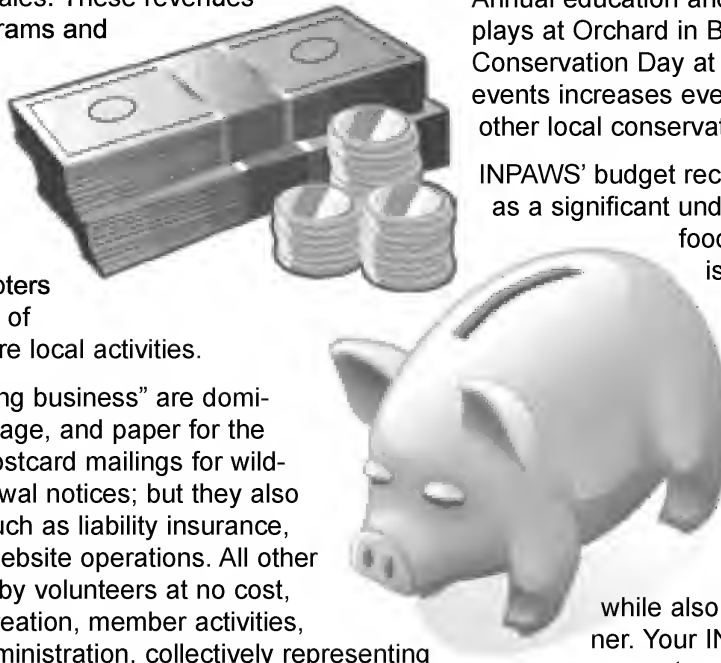 sales. These revenues
rams and
pters
of
re local activities.
ng business” are domi-
age, and paper for the
ostcard mailings for wild-
wal notices; but they also
uch as liability insurance,
ebsite operations. All other
by volunteers at no cost,
eation, member activities,
ministration, collectively representing
Annual education and
plays at Orchard in B
Conservation Day at
events increases eve
other local conservat
INPAWS’ budget rec
as a significant und
food
is
while also
ner. Your IN